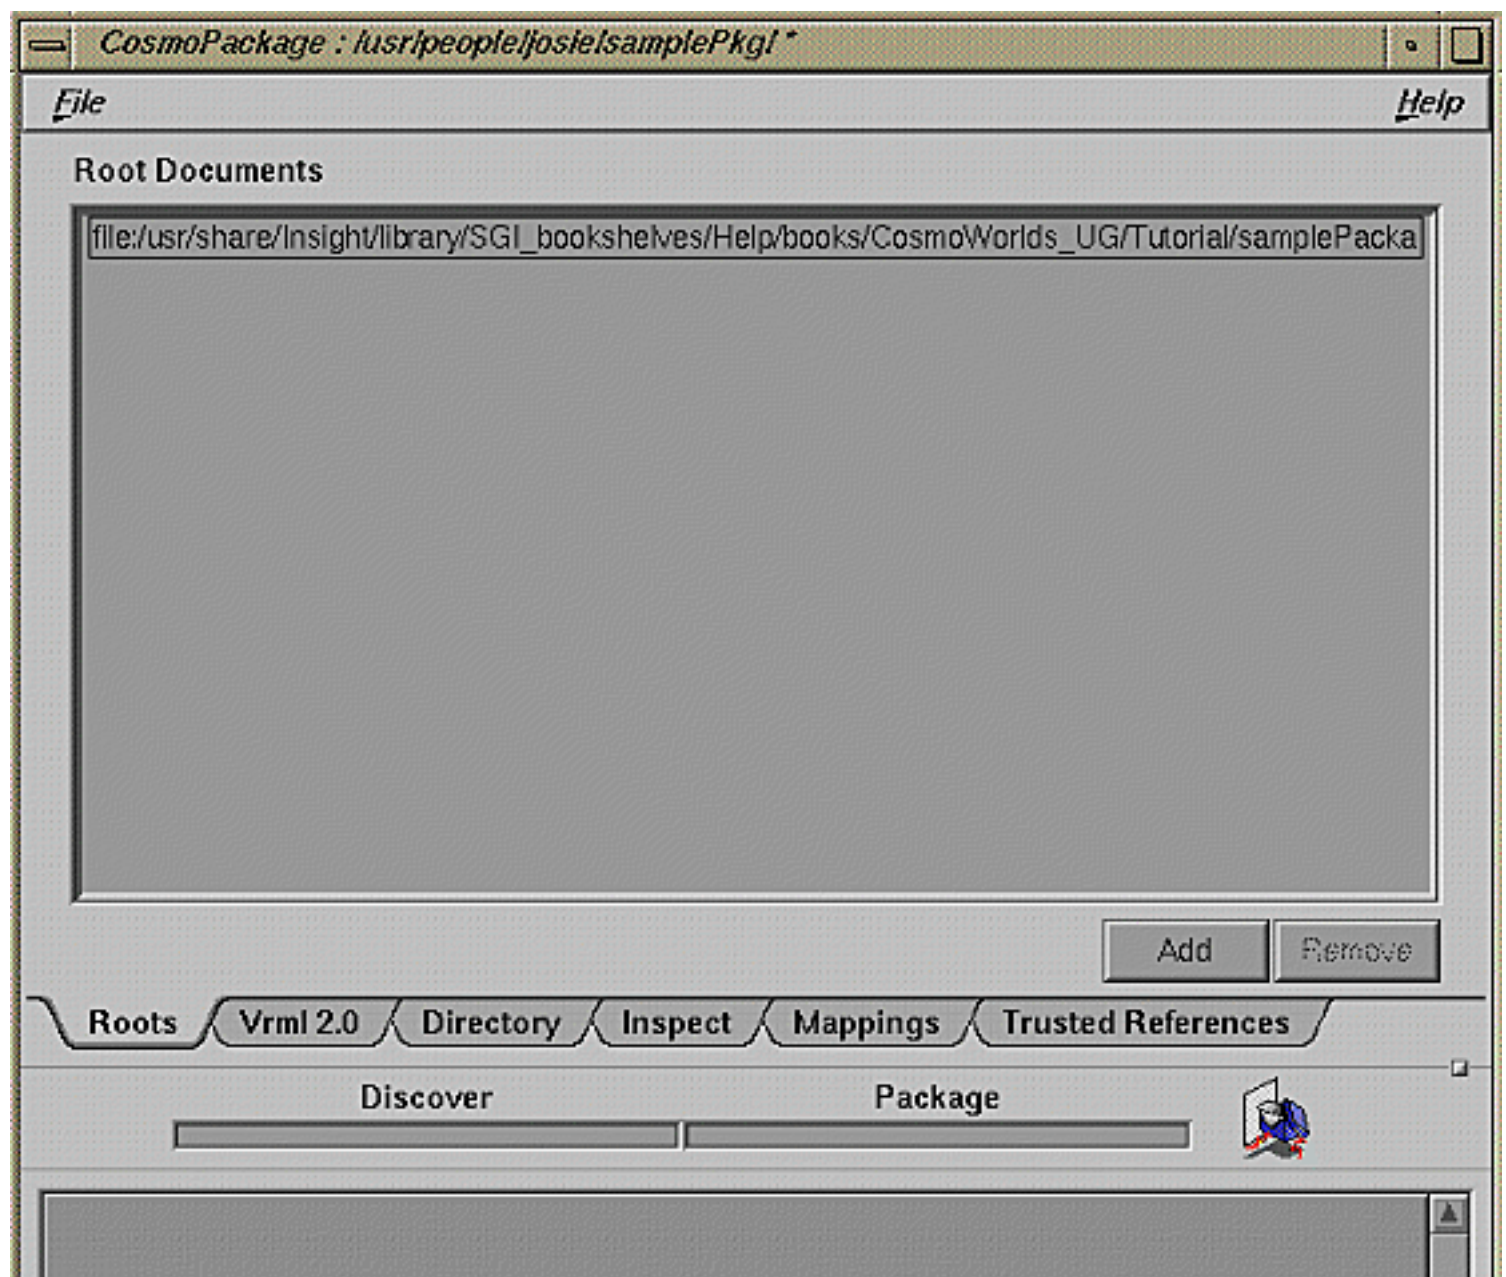 CosmoPackage : /usr/people/josie/samplePkg/ *
File Help
Root Documents
file:/usr/share/Insight/library/SGI_bookshelves/Help/books/CosmoWorlds_UG/Tutorial/samplePacka
Add Remove
Roots Vrml 2.0 Directory Inspect Mappings Trusted References
Discover Package